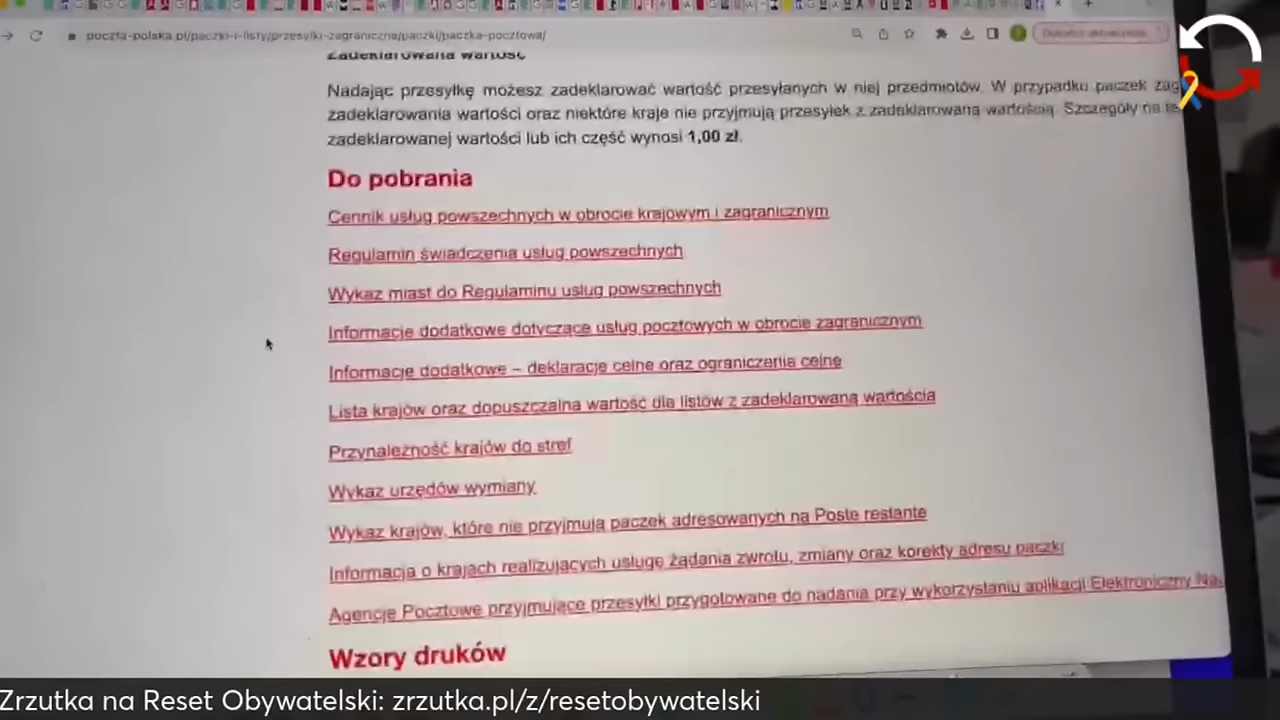 poczta-polska.pl/paczki-i-listy/przesylki-zagraniczne/paczki/paczka-pocztowa/
Zadeklarowana wartość
Nadając przesyłkę możesz zadeklarować wartość przesyłanych w niej przedmiotów. W przypadku paczek zag
zadeklarowania wartości oraz niektóre kraje nie przyjmują przesyłek z zadeklarowaną wartością. Szczegóły na
zadeklarowanej wartości lub ich część wynosi 1,00 zł.
Do pobrania
Cennik usług powszechnych w obrocie krajowym i zagranicznym
Regulamin świadczenia usług powszechnych
Wykaz miast do Regulaminu usług powszechnych
Informacje dodatkowe dotyczące usług pocztowych w obrocie zagranicznym
Informacje dodatkowe – deklaracje celne oraz ograniczenia celne
Lista krajów oraz dopuszczalna wartość dla listów z zadeklarowaną wartością
Przynależność krajów do stref
Wykaz urzędów wymiany
Wykaz krajów, które nie przyjmują paczek adresowanych na Poste restante
Informacja o krajach realizujących usługę żądania zwrotu, zmiany oraz korekty adresu paczki
Agencje Pocztowe przyjmujące przesyłki przygotowane do nadania przy wykorzystaniu aplikacji Elektroniczny Na
Wzory druków
Zrzutka na Reset Obywatelski: zrzutka.pl/z/resetobywatelski